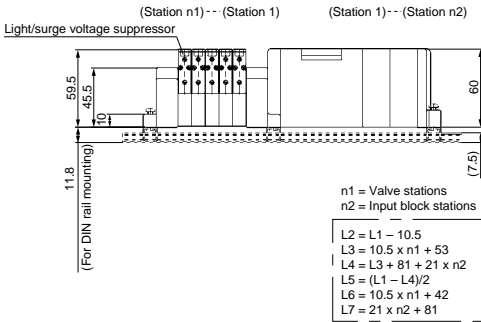 (Station n1)---(Station 1)
(Station 1)---(Station n2)
Light/surge voltage suppressor
59.5
45.5
10
60
11.8
(For DIN rail mounting)
(7.5)
n1 = Valve stations
n2 = Input block stations
L2 = L1 – 10.5
L3 = 10.5 x n1 + 53
L4 = L3 + 81 + 21 x n2
L5 = (L1 – L4)/2
L6 = 10.5 x n1 + 42
L7 = 21 x n2 + 81